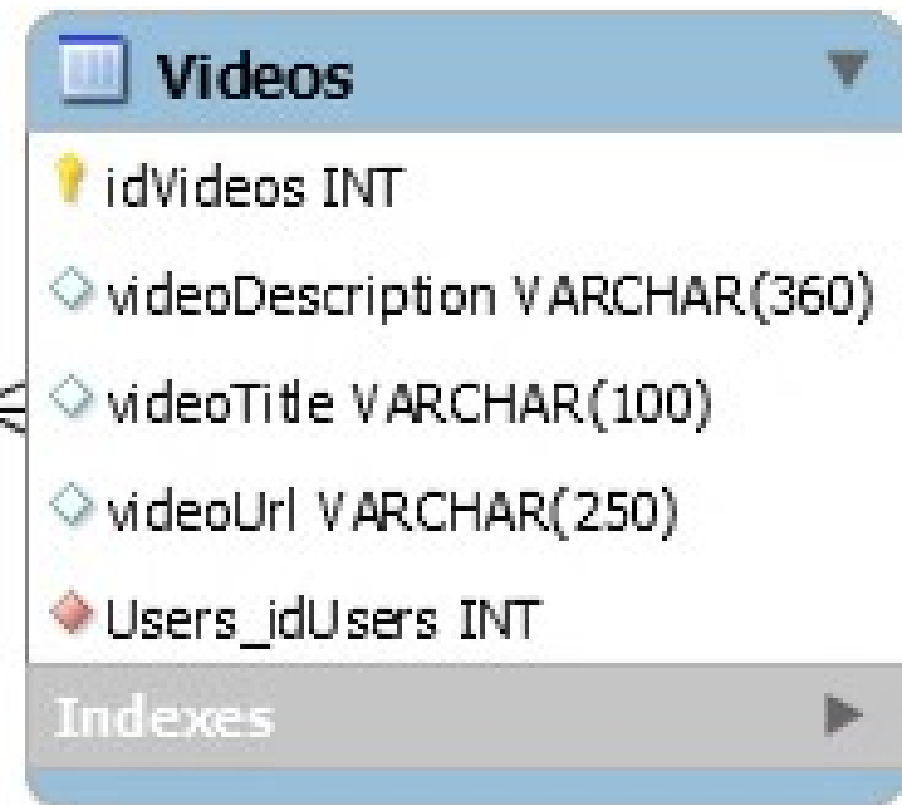 Videos
idVideos INT
videoDescription VARCHAR(360)
videoTitle VARCHAR(100)
videoUrl VARCHAR(250)
Users_idUsers INT
Indexes